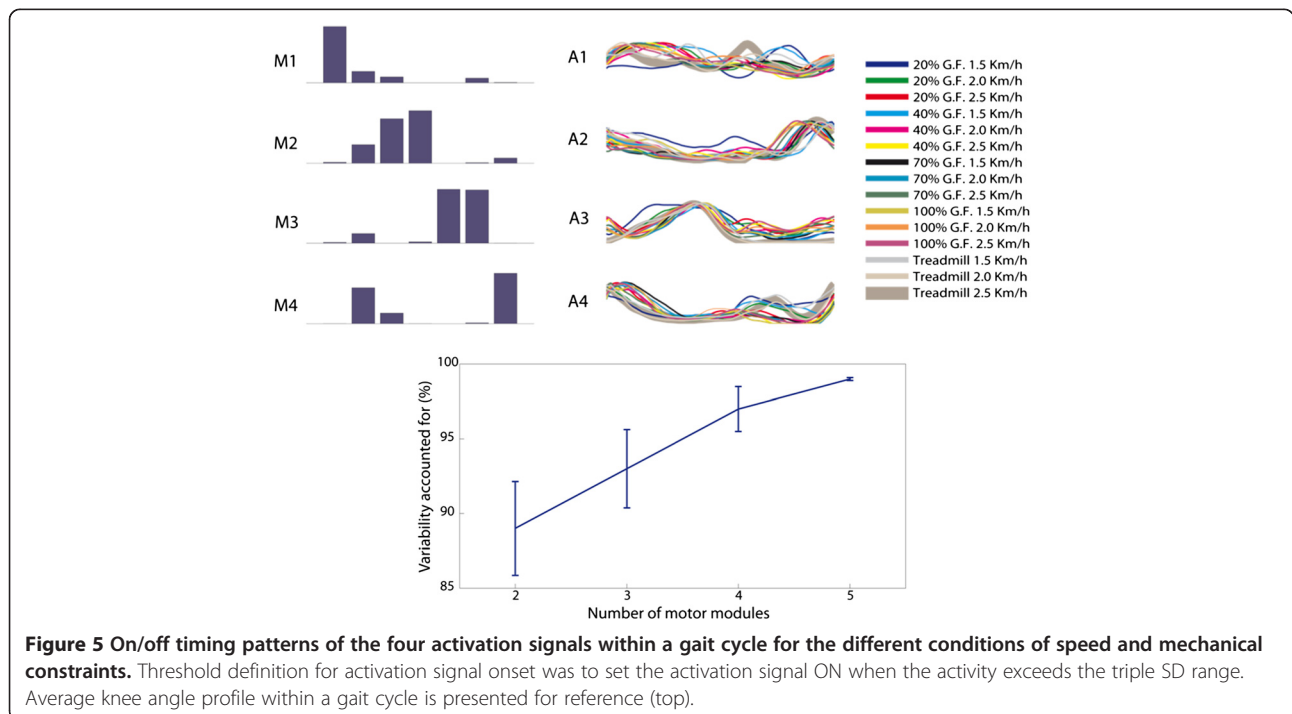 M1
A1
M2
A2
M3
A3
M4
A4
20% G.F. 1.5 Km/h
20% G.F. 2.0 Km/h
20% G.F. 2.5 Km/h
40% G.F. 1.5 Km/h
40% G.F. 2.0 Km/h
40% G.F. 2.5 Km/h
70% G.F. 1.5 Km/h
70% G.F. 2.0 Km/h
70% G.F. 2.5 Km/h
100% G.F. 1.5 Km/h
100% G.F. 2.0 Km/h
100% G.F. 2.5 Km/h
Treadmill 1.5 Km/h
Treadmill 2.0 Km/h
Treadmill 2.5 Km/h
Variability accounted for (%)
100
95
90
85
2 3 4 5
Number of motor modules
Figure 5 On/off timing patterns of the four activation signals within a gait cycle for the different conditions of speed and mechanical
constraints. Threshold definition for activation signal onset was to set the activation signal ON when the activity exceeds the triple SD range.
Average knee angle profile within a gait cycle is presented for reference (top).